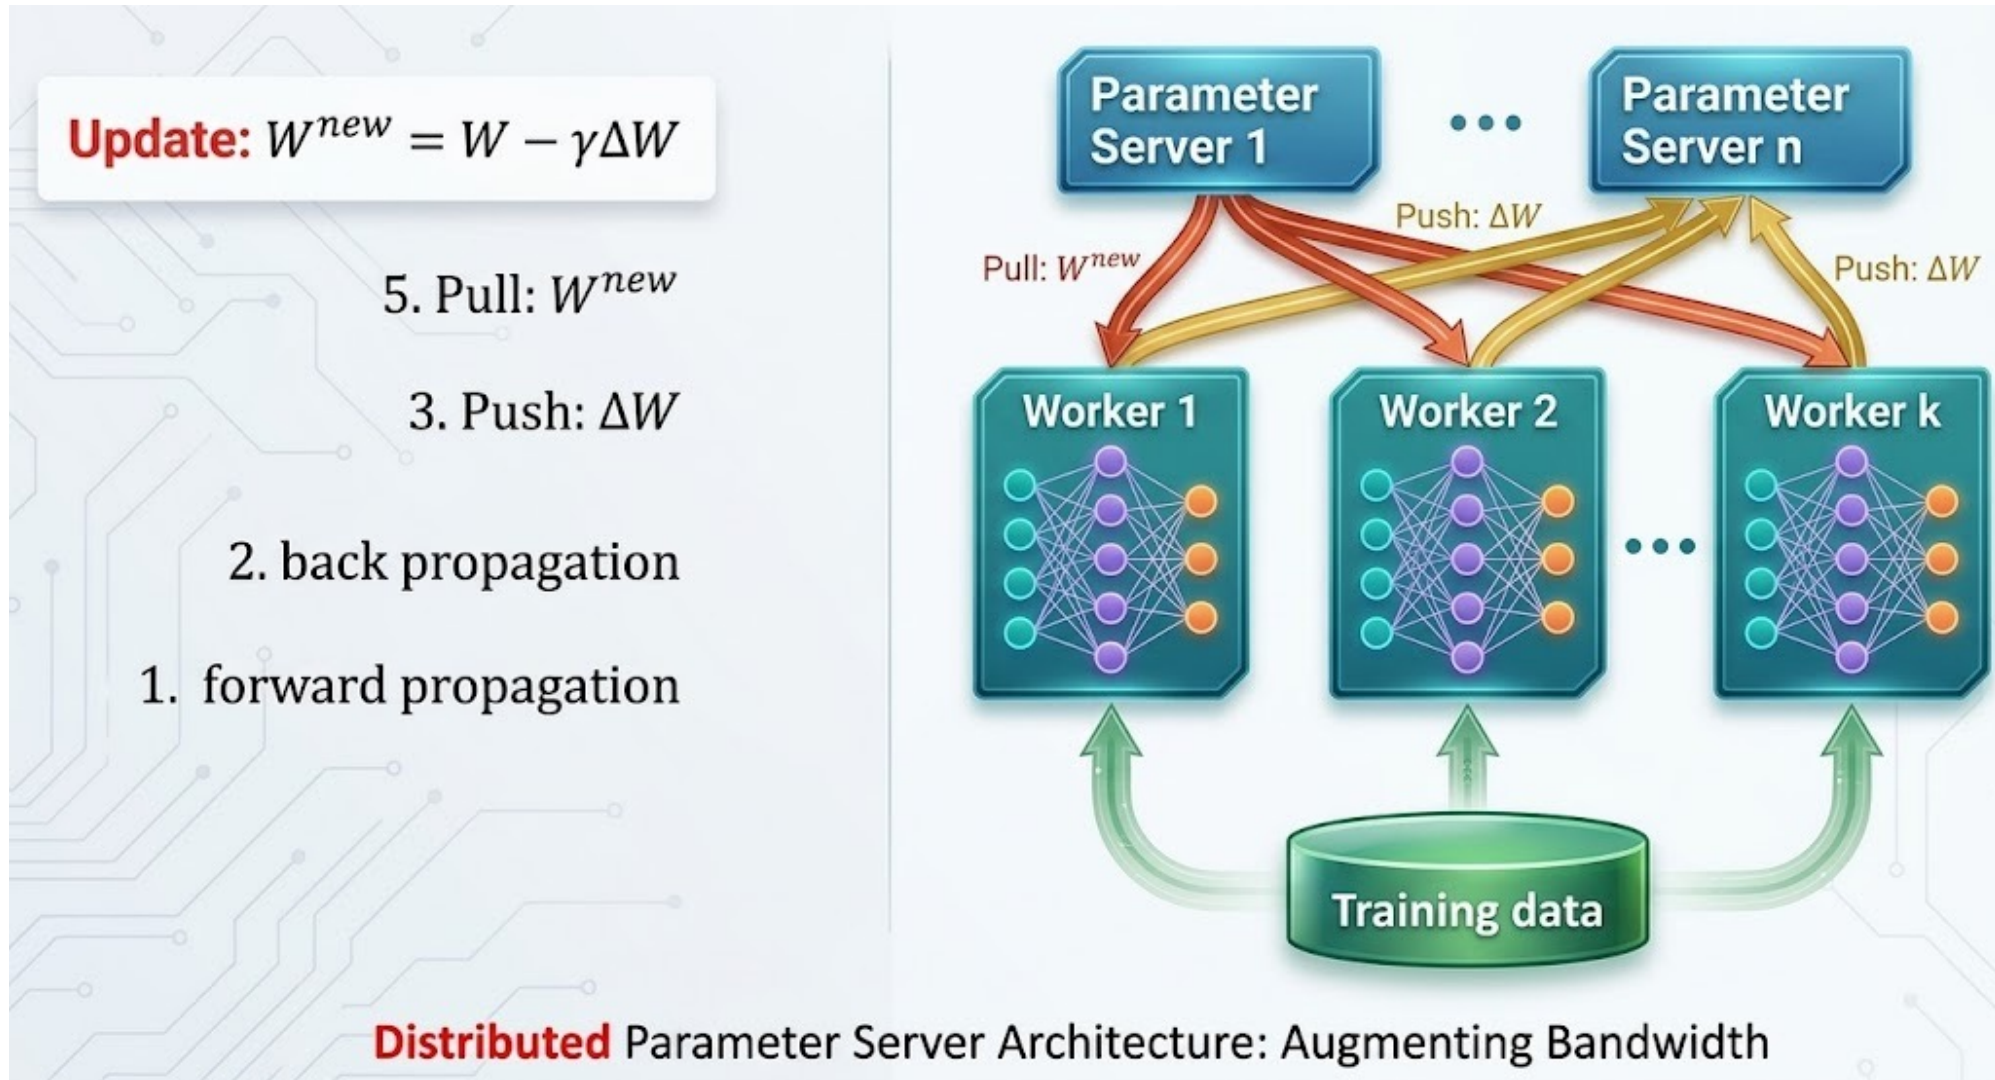 Update: W^{new} = W − γΔW
5. Pull: W^{new}
3. Push: ΔW
2. back propagation
1. forward propagation
Parameter
Server 1
Parameter
Server n
Push: ΔW
Pull: W^{new}
Push: ΔW
Worker 1
Worker 2
Worker k
Training data
Distributed Parameter Server Architecture: Augmenting Bandwidth